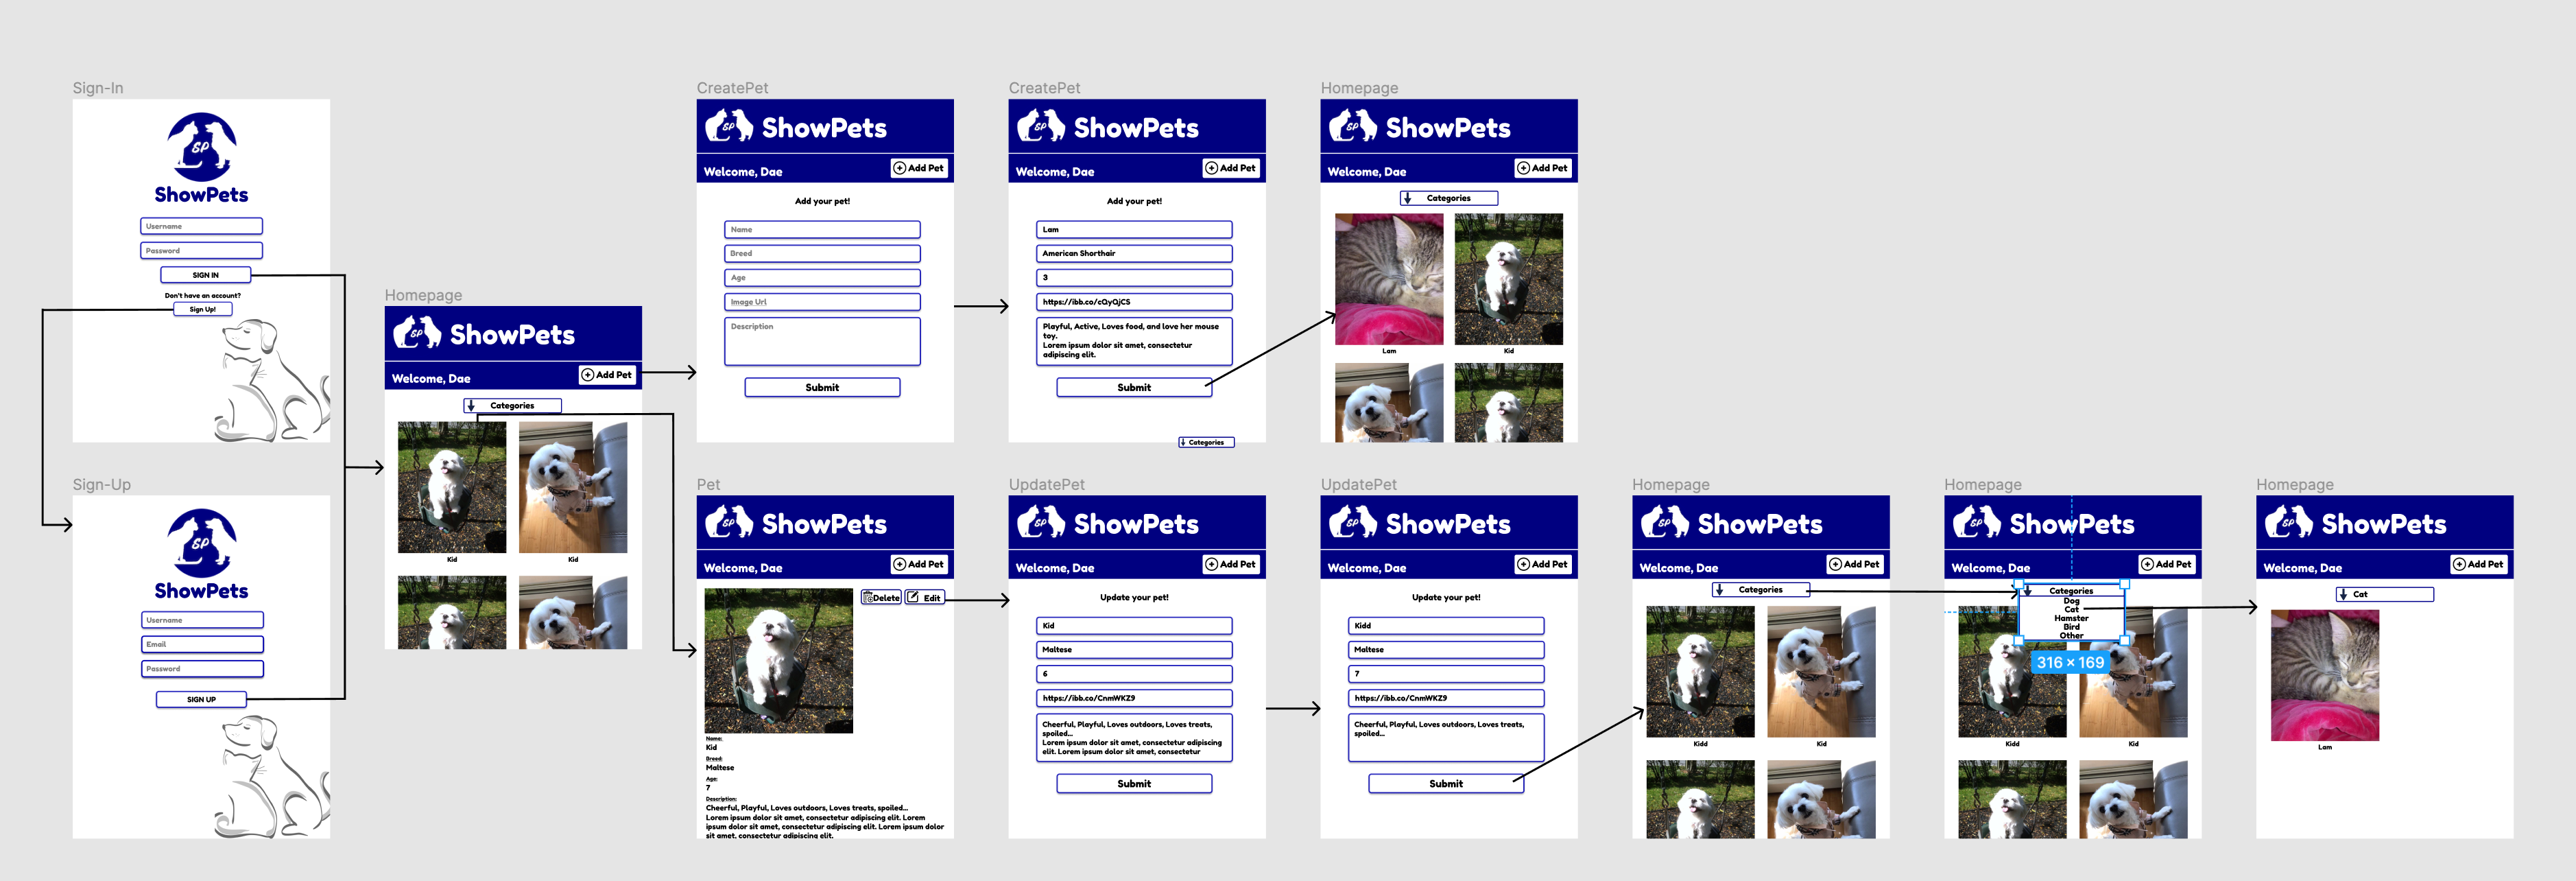 Sign-In
SP
ShowPets
Username
Password
SIGN IN
Don't have an account?
Sign Up!
Sign-Up
SP
ShowPets
Username
Email
Password
SIGN UP
Homepage
SP
ShowPets
Welcome, Dae
Add Pet
Categories
Kid
Kid
CreatePet
SP
ShowPets
Welcome, Dae
Add Pet
Add your pet!
Name
Breed
Age
Image Url
Description
Submit
CreatePet
SP
ShowPets
Welcome, Dae
Add Pet
Add your pet!
Lam
American Shorthair
3
https://ibb.co/cQyQjCS
Playful, Active, Loves food, and love her mouse
toy.
Lorem ipsum dolor sit amet, consectetur
adipiscing elit.
Submit
Categories
Homepage
SP
ShowPets
Welcome, Dae
Add Pet
Categories
Lam
Kid
Pet
SP
ShowPets
Welcome, Dae
Add Pet
Delete
Edit
Name:
Kid
Breed:
Maltese
Age:
7
Description:
Cheerful, Playful, Loves outdoors, Loves treats, spoiled...
Lorem ipsum dolor sit amet, consectetur adipiscing elit. Lorem
ipsum dolor sit amet, consectetur adipiscing elit. Lorem ipsum dolor
sit amet, consectetur adipiscing elit.
UpdatePet
SP
ShowPets
Welcome, Dae
Add Pet
Update your pet!
Kid
Maltese
6
https://ibb.co/CnmWKZ9
Cheerful, Playful, Loves outdoors, Loves treats,
spoiled...
Lorem ipsum dolor sit amet, consectetur adipiscing
elit. Lorem ipsum dolor sit amet, consectetur
Submit
UpdatePet
SP
ShowPets
Welcome, Dae
Add Pet
Update your pet!
Kidd
Maltese
7
https://ibb.co/CnmWKZ9
Cheerful, Playful, Loves outdoors, Loves treats,
spoiled...
Submit
Homepage
SP
ShowPets
Welcome, Dae
Add Pet
Categories
Kidd
Kid
Homepage
SP
ShowPets
Welcome, Dae
Add Pet
Categories
Dog
Cat
Hamster
Bird
Other
316 × 169
Kidd
Kid
Homepage
SP
ShowPets
Welcome, Dae
Add Pet
Cat
Lam